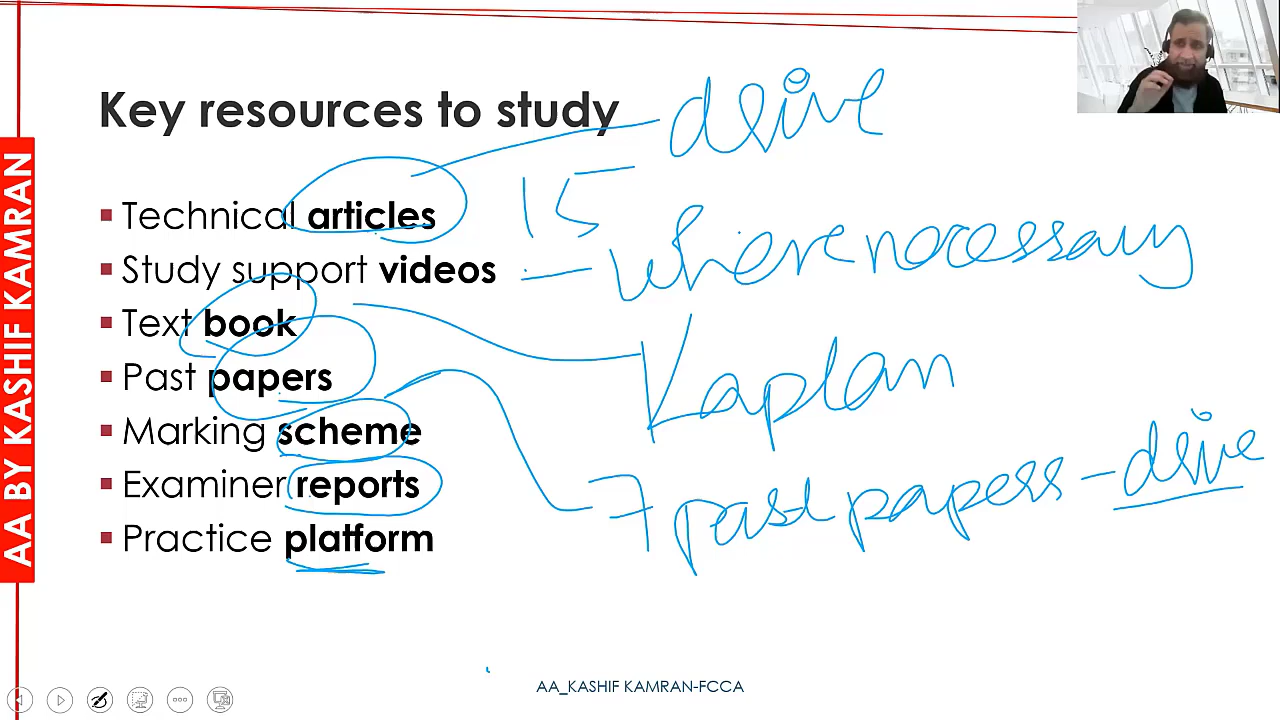 Key resources to study
drive
Technical articles
15
Study support videos
where necessary
Text book
Past papers
Kaplan
Marking scheme
Examiner reports
7 past papers - drive
Practice platform
AA BY KASHIF KAMRAN
AA_KASHIF KAMRAN-FCCA